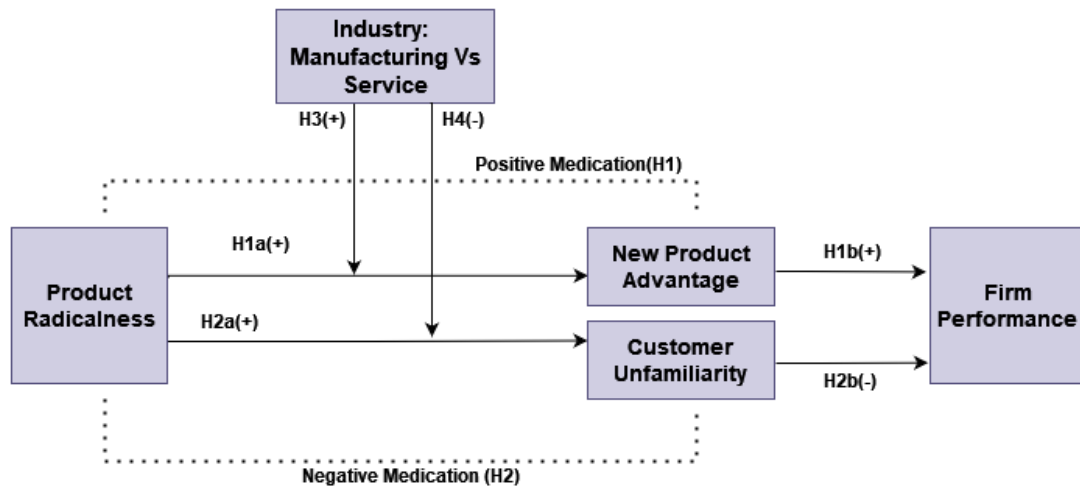 Industry:
Manufacturing Vs
Service
H3(+)
H4(-)
Positive Medication(H1)
H1a(+)
New Product
Advantage
H1b(+)
Product
Radicalness
Firm
Performance
H2a(+)
Customer
Unfamiliarity
H2b(-)
Negative Medication (H2)